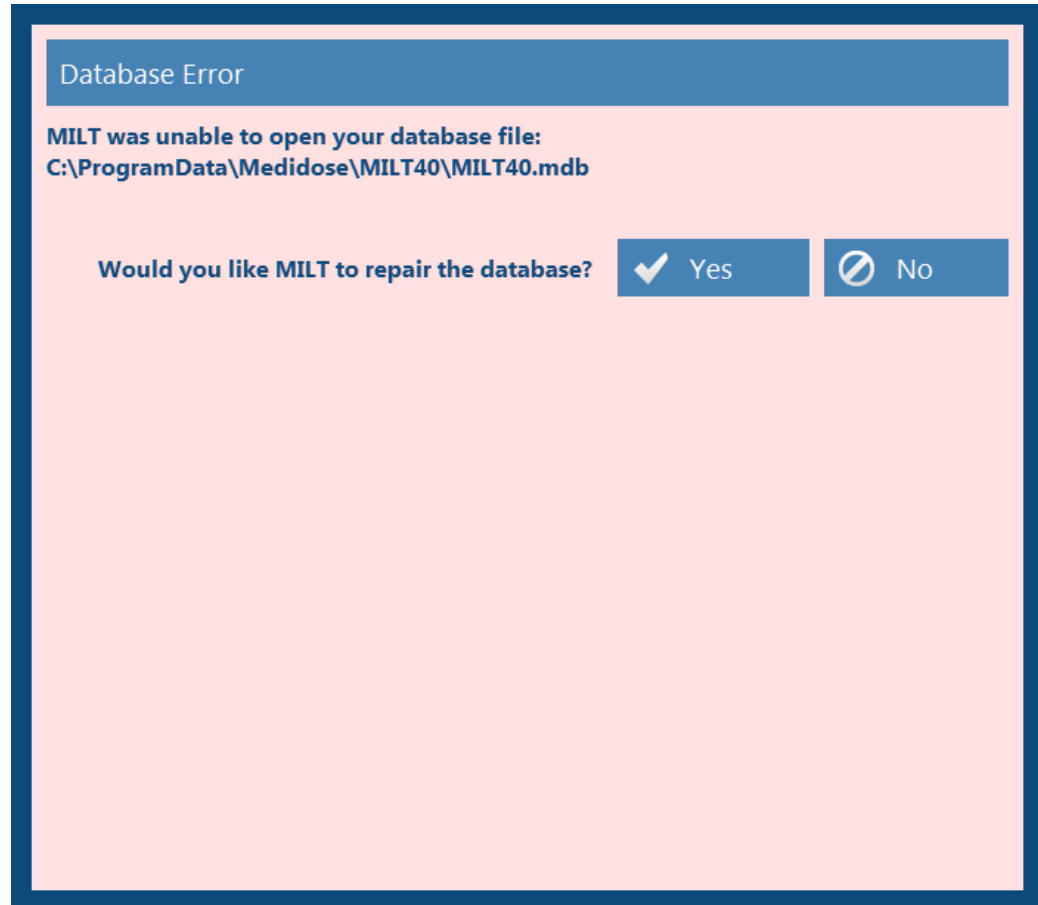 Database Error
MILT was unable to open your database file:
C:\ProgramData\Medidose\MILT40\MILT40.mdb
Would you like MILT to repair the database? Yes No